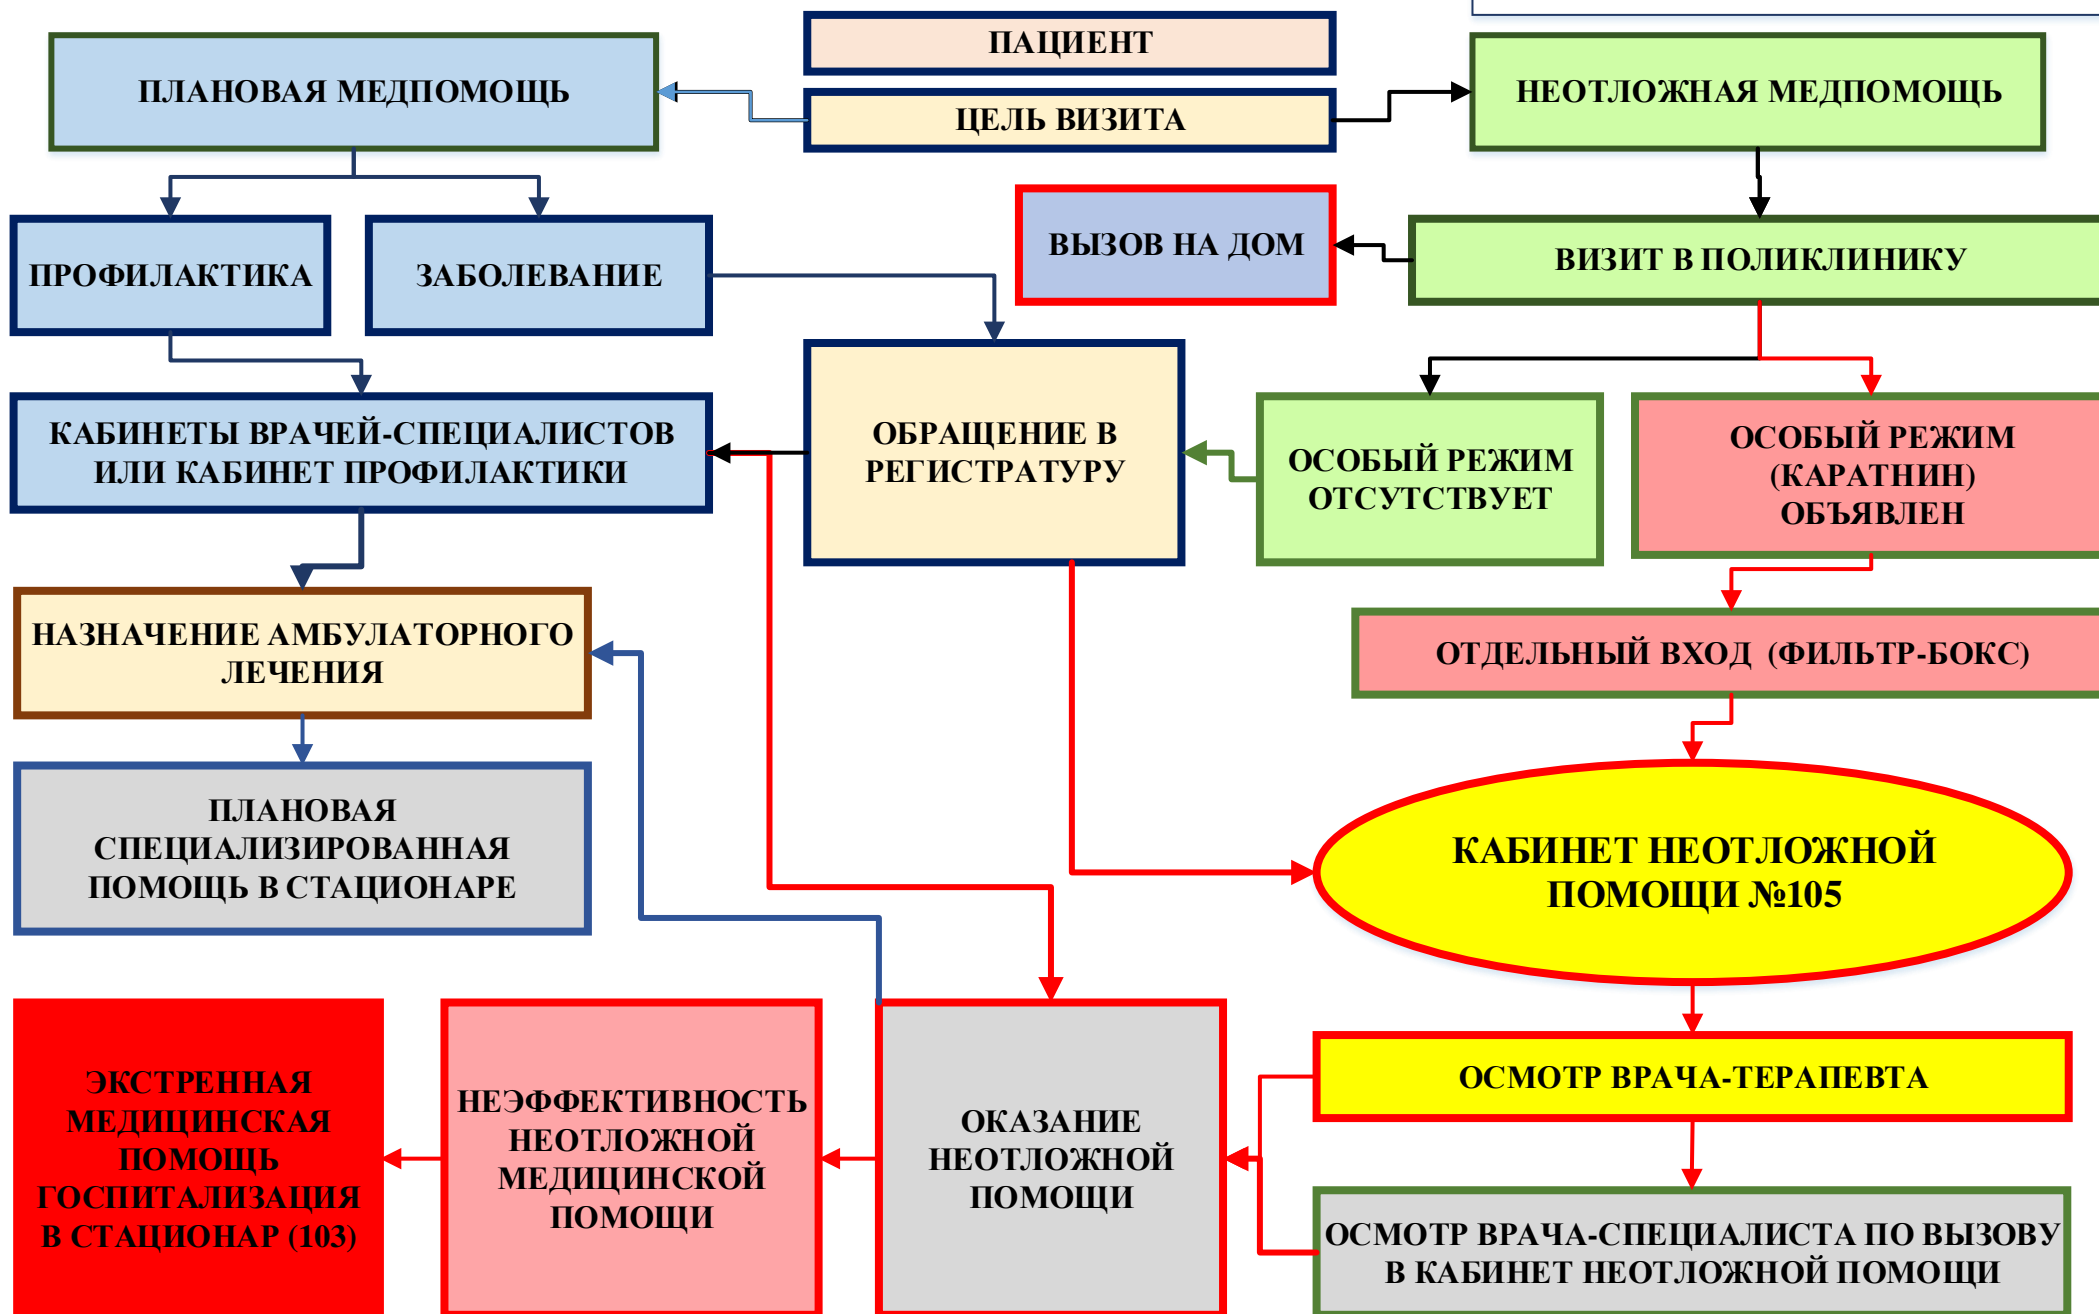 ПАЦИЕНТ
ПЛАНОВАЯ МЕДПОМОЩЬ
ЦЕЛЬ ВИЗИТА
НЕОТЛОЖНАЯ МЕДПОМОЩЬ
ПРОФИЛАКТИКА
ЗАБОЛЕВАНИЕ
ВЫЗОВ НА ДОМ
ВИЗИТ В ПОЛИКЛИНИКУ
КАБИНЕТЫ ВРАЧЕЙ-СПЕЦИАЛИСТОВ
ИЛИ КАБИНЕТ ПРОФИЛАКТИКИ
ОБРАЩЕНИЕ В
РЕГИСТРАТУРУ
ОСОБЫЙ РЕЖИМ
ОТСУТСТВУЕТ
ОСОБЫЙ РЕЖИМ
(КАРАТНИН)
ОБЪЯВЛЕН
НАЗНАЧЕНИЕ АМБУЛАТОРНОГО
ЛЕЧЕНИЯ
ОТДЕЛЬНЫЙ ВХОД (ФИЛЬТР-БОКС)
ПЛАНОВАЯ
СПЕЦИАЛИЗИРОВАННАЯ
ПОМОЩЬ В СТАЦИОНАРЕ
КАБИНЕТ НЕОТЛОЖНОЙ
ПОМОЩИ №105
ЭКСТРЕННАЯ
МЕДИЦИНСКАЯ
ПОМОЩЬ
ГОСПИТАЛИЗАЦИЯ
В СТАЦИОНАР (103)
НЕЭФФЕКТИВНОСТЬ
НЕОТЛОЖНОЙ
МЕДИЦИНСКОЙ
ПОМОЩИ
ОКАЗАНИЕ
НЕОТЛОЖНОЙ
ПОМОЩИ
ОСМОТР ВРАЧА-ТЕРАПЕВТА
ОСМОТР ВРАЧА-СПЕЦИАЛИСТА ПО ВЫЗОВУ
В КАБИНЕТ НЕОТЛОЖНОЙ ПОМОЩИ